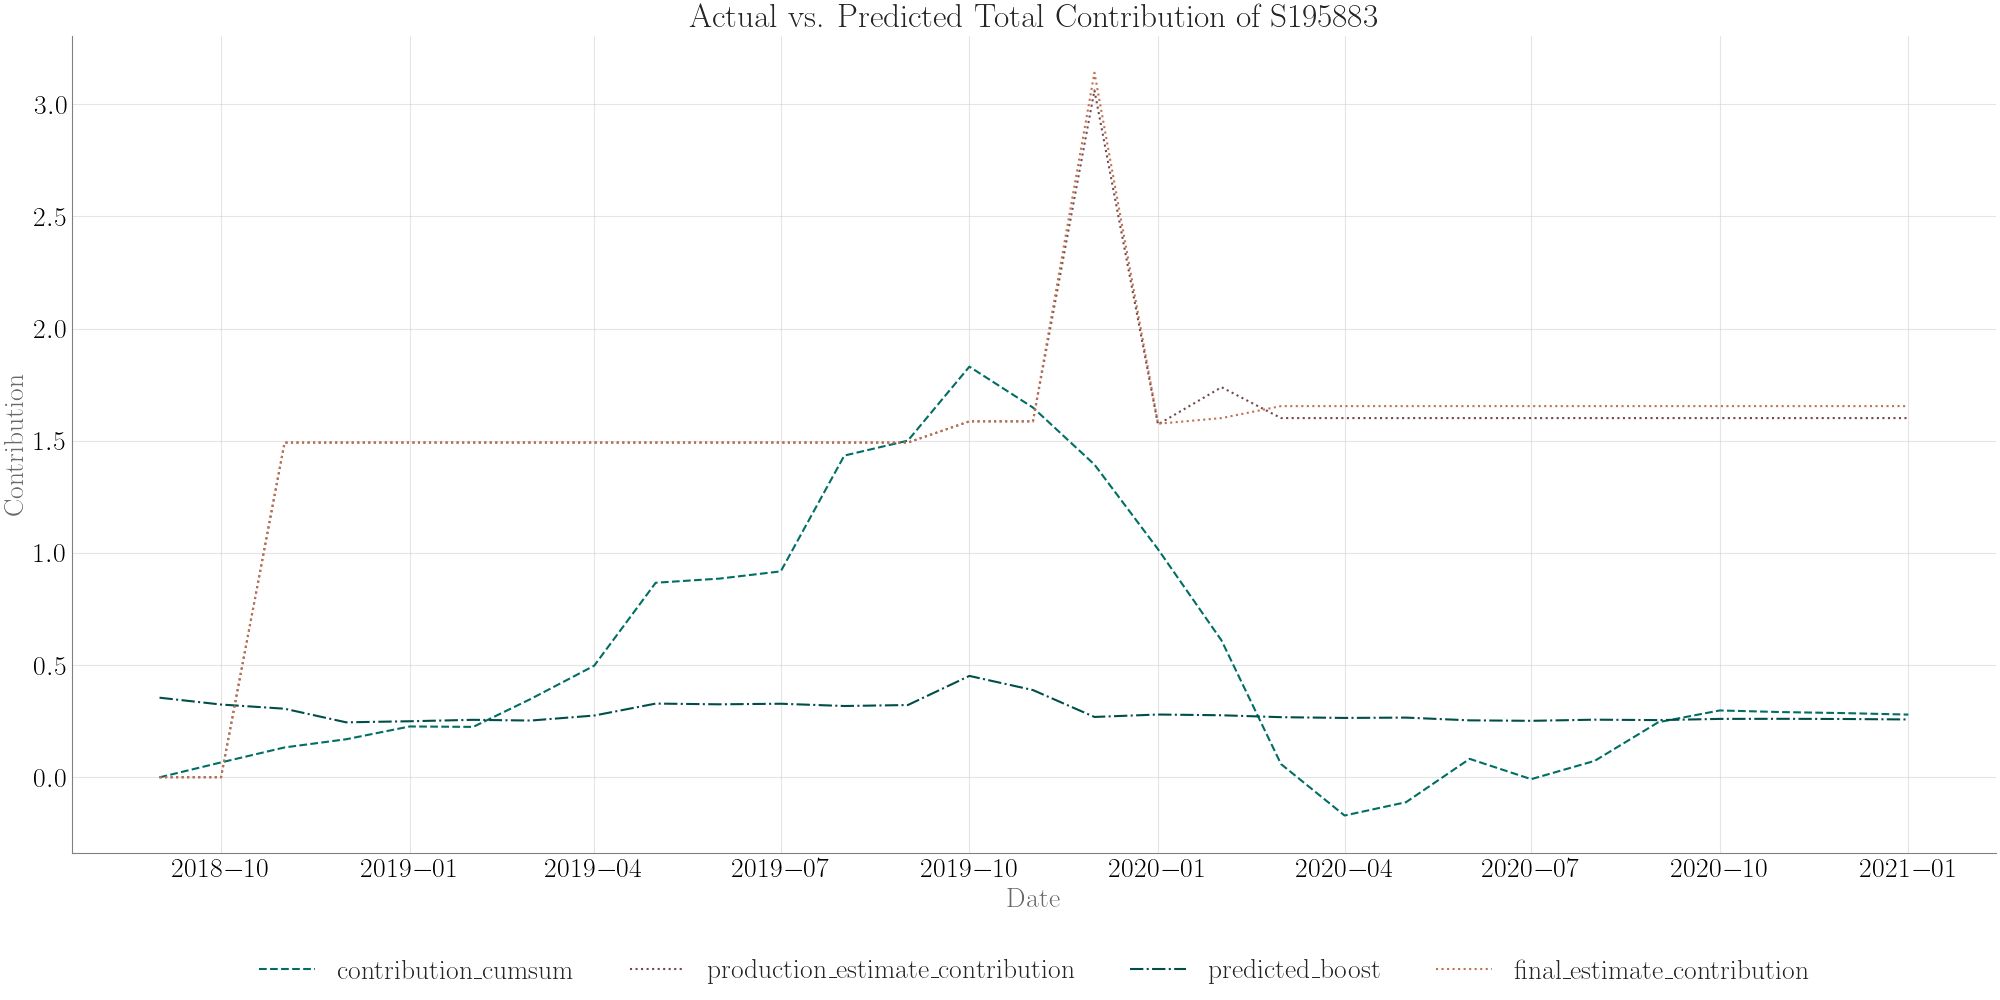 Actual vs. Predicted Total Contribution of S195883
3.0
2.5
2.0
1.5
1.0
0.5
0.0
Contribution
2018−10 2019−01 2019−04 2019−07 2019−10 2020−01 2020−04 2020−07 2020−10 2021−01
Date
contribution_cumsum production_estimate_contribution predicted_boost final_estimate_contribution